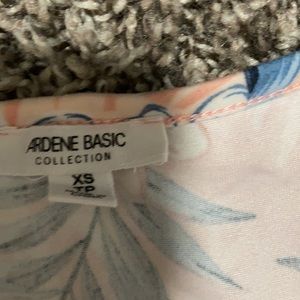 ARDENE BASIC
COLLECTION
XS
TP